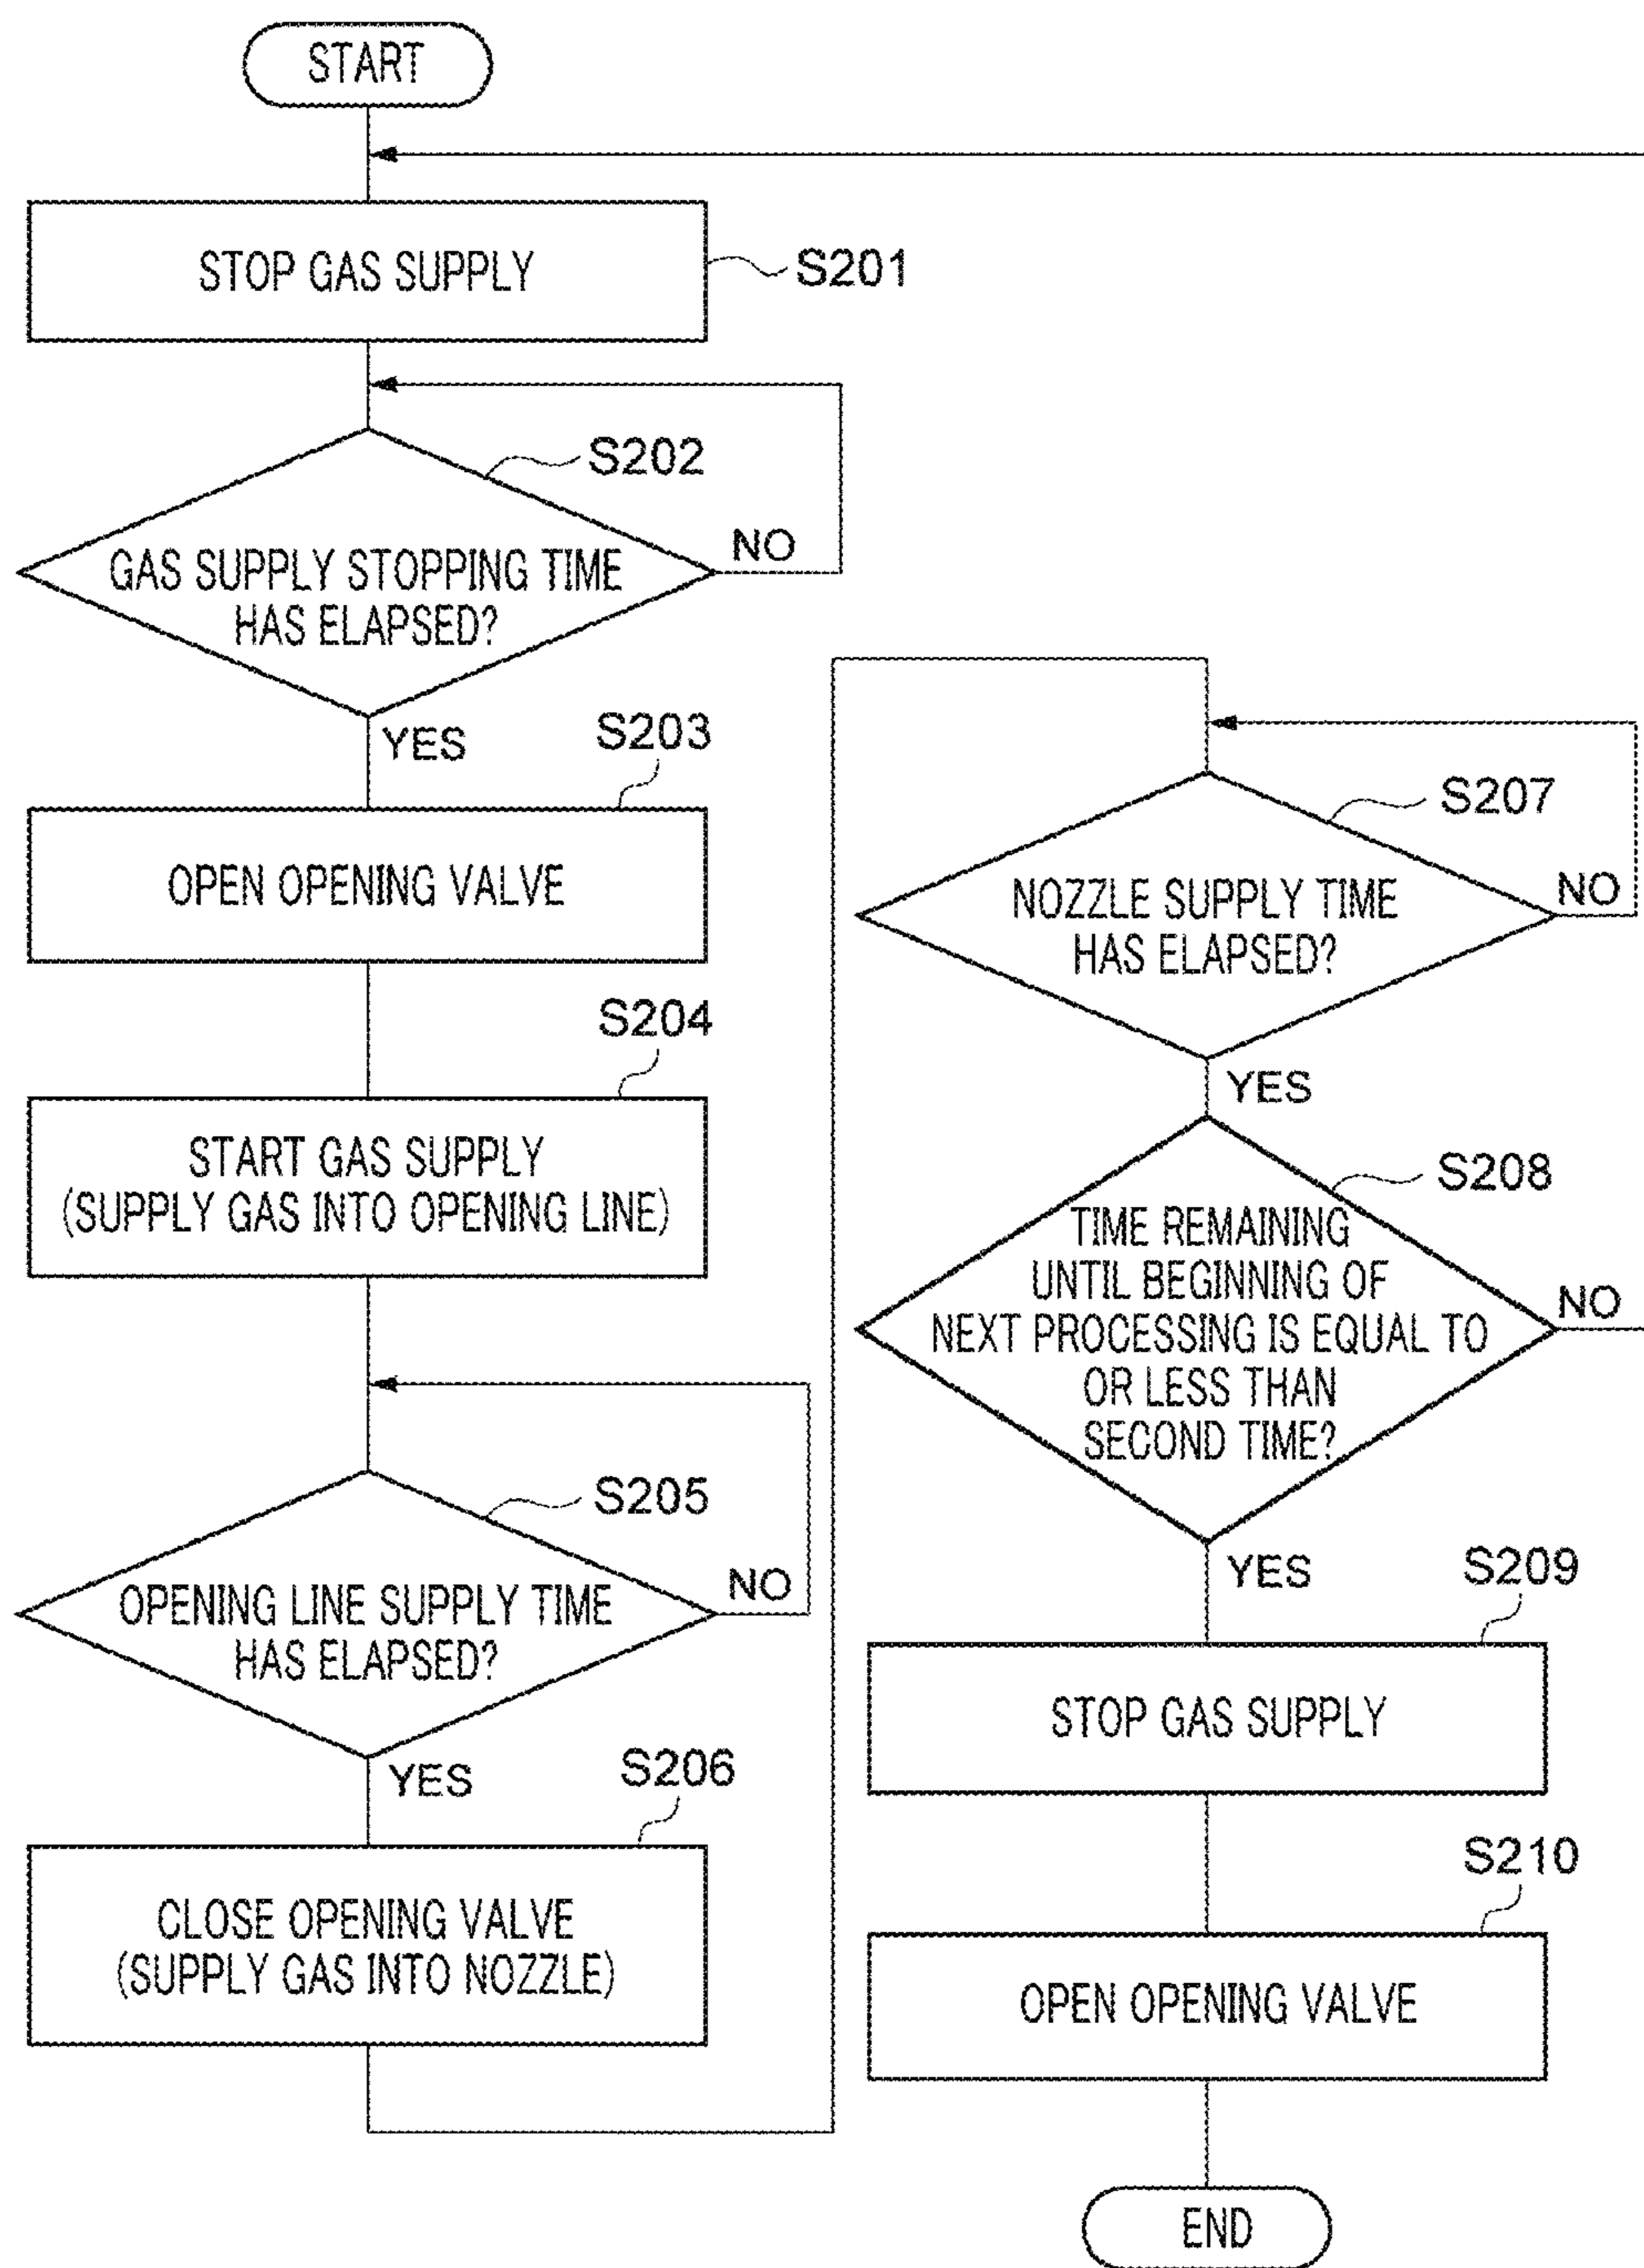 START
STOP GAS SUPPLY
S201
S202
GAS SUPPLY STOPPING TIME
HAS ELAPSED?
NO
YES
S203
OPEN OPENING VALVE
S204
START GAS SUPPLY
(SUPPLY GAS INTO OPENING LINE)
S205
OPENING LINE SUPPLY TIME
HAS ELAPSED?
NO
YES
S206
CLOSE OPENING VALVE
(SUPPLY GAS INTO NOZZLE)
S207
NOZZLE SUPPLY TIME
HAS ELAPSED?
NO
YES
S208
TIME REMAINING
UNTIL BEGINNING OF
NEXT PROCESSING IS EQUAL TO
OR LESS THAN
SECOND TIME?
NO
YES
S209
STOP GAS SUPPLY
S210
OPEN OPENING VALVE
END